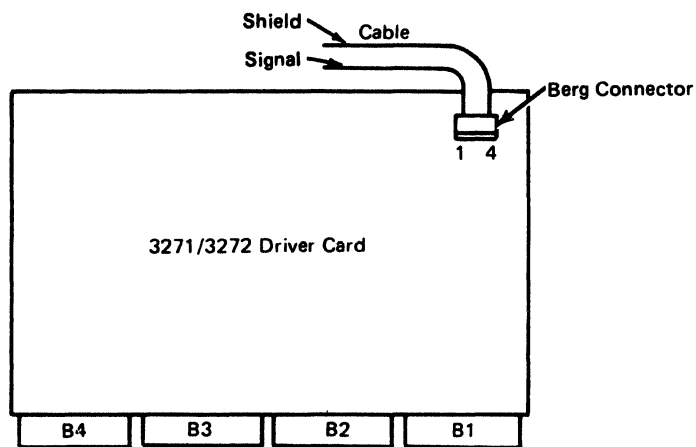 Shield
Cable
Signal
Berg Connector
1 4
3271/3272 Driver Card
B4 B3 B2 B1